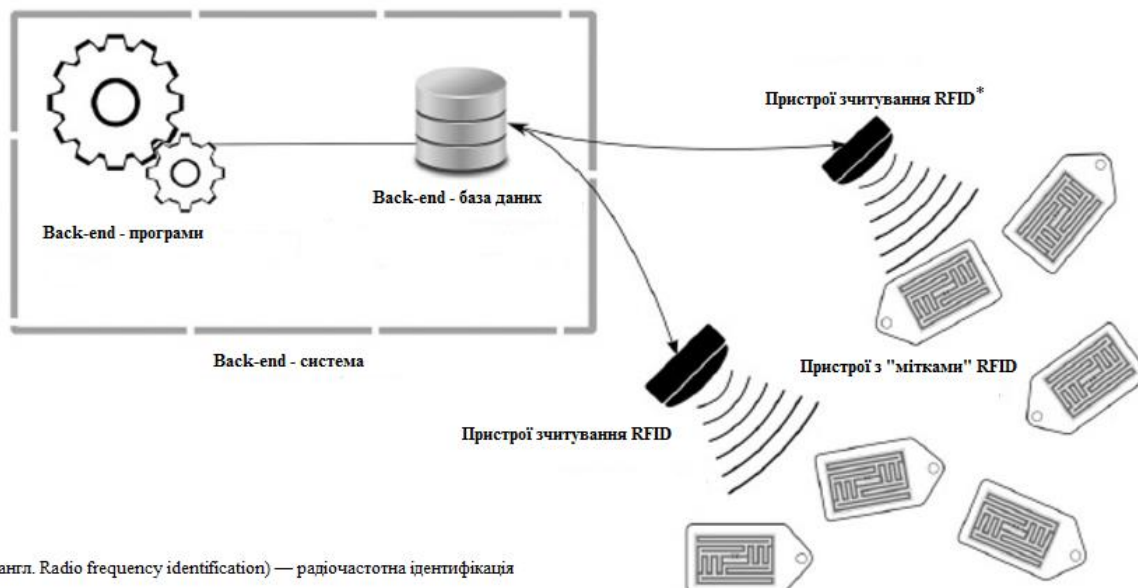 Пристрої зчитування RFID*
Back-end - база даних
Back-end - програми
Back-end - система
Пристрої з "мітками" RFID
Пристрої зчитування RFID
англ. Radio frequency identification) — радіочастотна ідентифікація